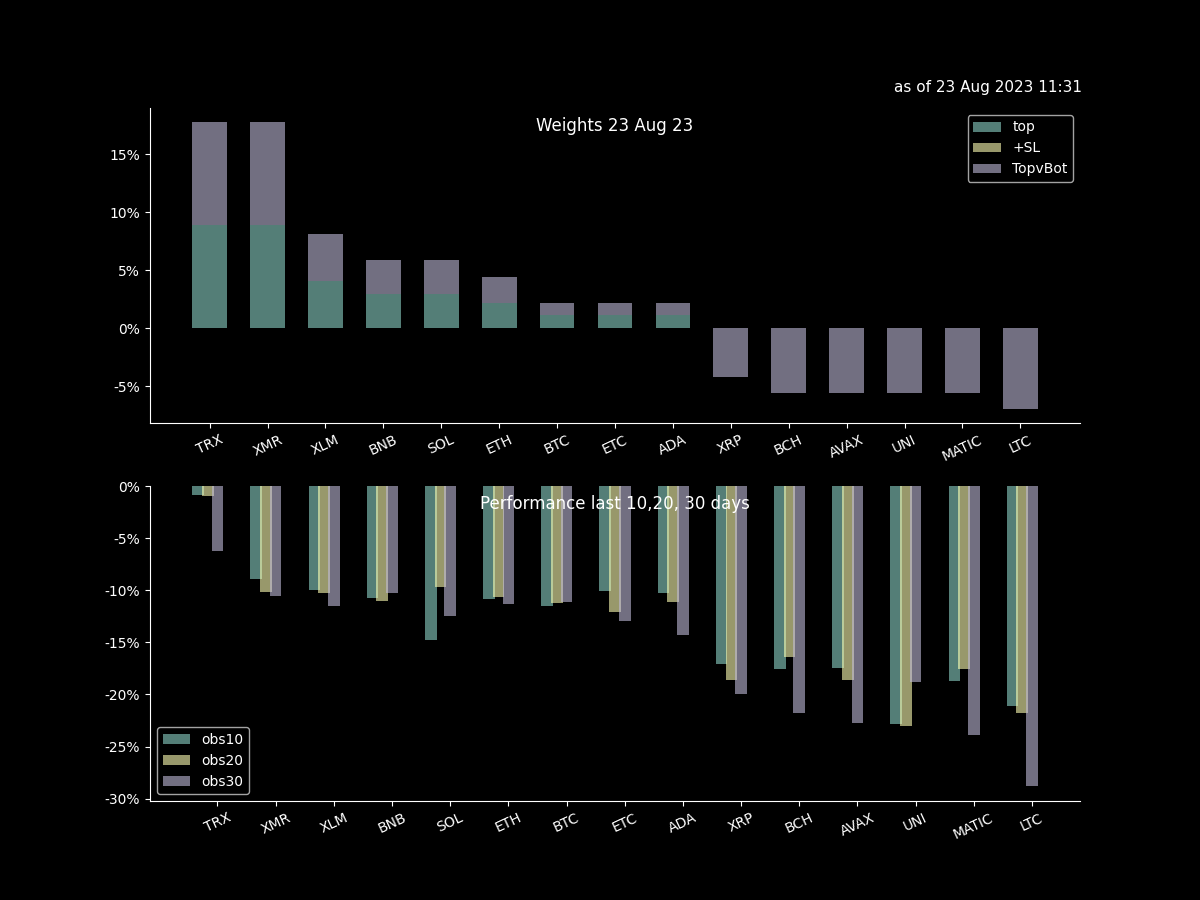 as of 23 Aug 2023 11:31
Weights 23 Aug 23
top
+SL
TopvBot
15%
10%
5%
0%
-5%
TRX XMR XLM BNB SOL ETH BTC ETC ADA XRP BCH AVAX UNI MATIC LTC
Performance last 10,20, 30 days
0%
-5%
-10%
-15%
-20%
-25%
-30%
obs10
obs20
obs30
TRX XMR XLM BNB SOL ETH BTC ETC ADA XRP BCH AVAX UNI MATIC LTC